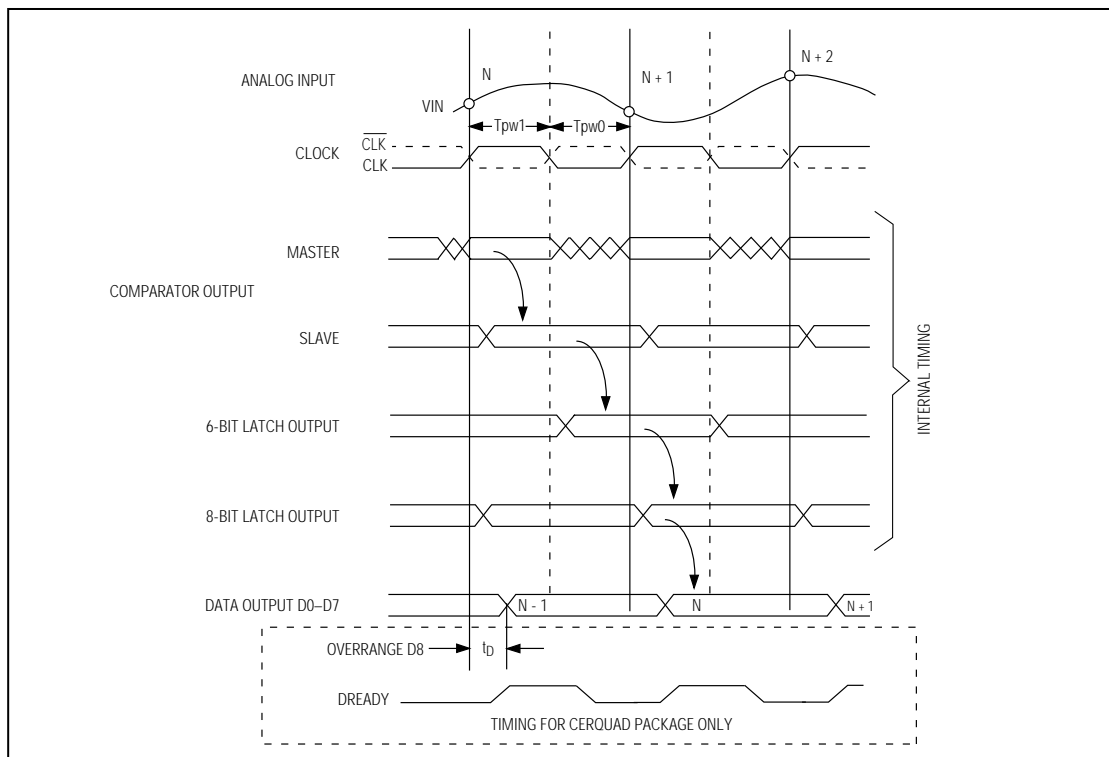 N + 2
N
N + 1
ANALOG INPUT
VIN
Tpw1
Tpw0
CLK
CLOCK
CLK
MASTER
COMPARATOR OUTPUT
SLAVE
INTERNAL TIMING
6-BIT LATCH OUTPUT
8-BIT LATCH OUTPUT
DATA OUTPUT D0–D7
N - 1
N
N + 1
OVERRANGE D8
tD
DREADY
TIMING FOR CERQUAD PACKAGE ONLY